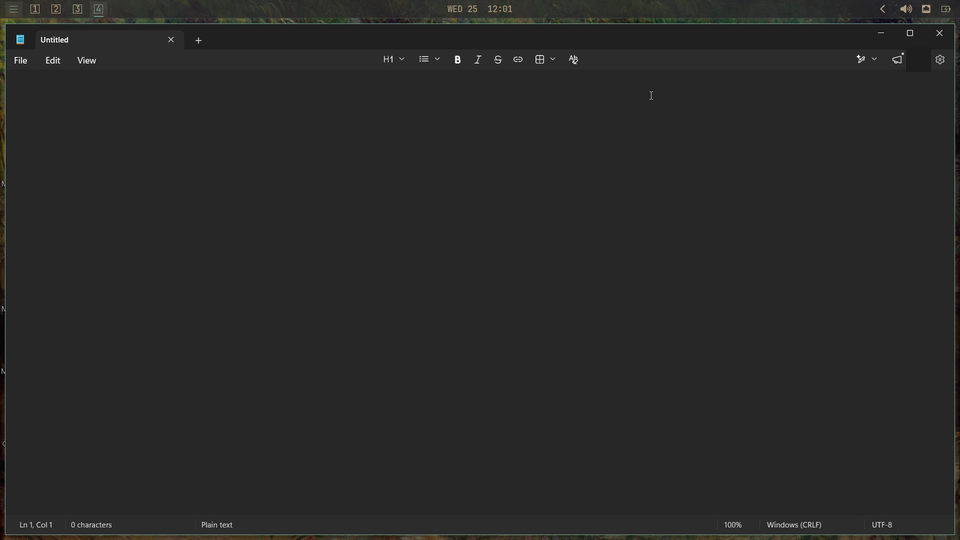 1 2 3 4
WED 25 12:01
Untitled
File Edit View
H1
B I S
Ln 1, Col 1 0 characters Plain text 100% Windows (CRLF) UTF-8